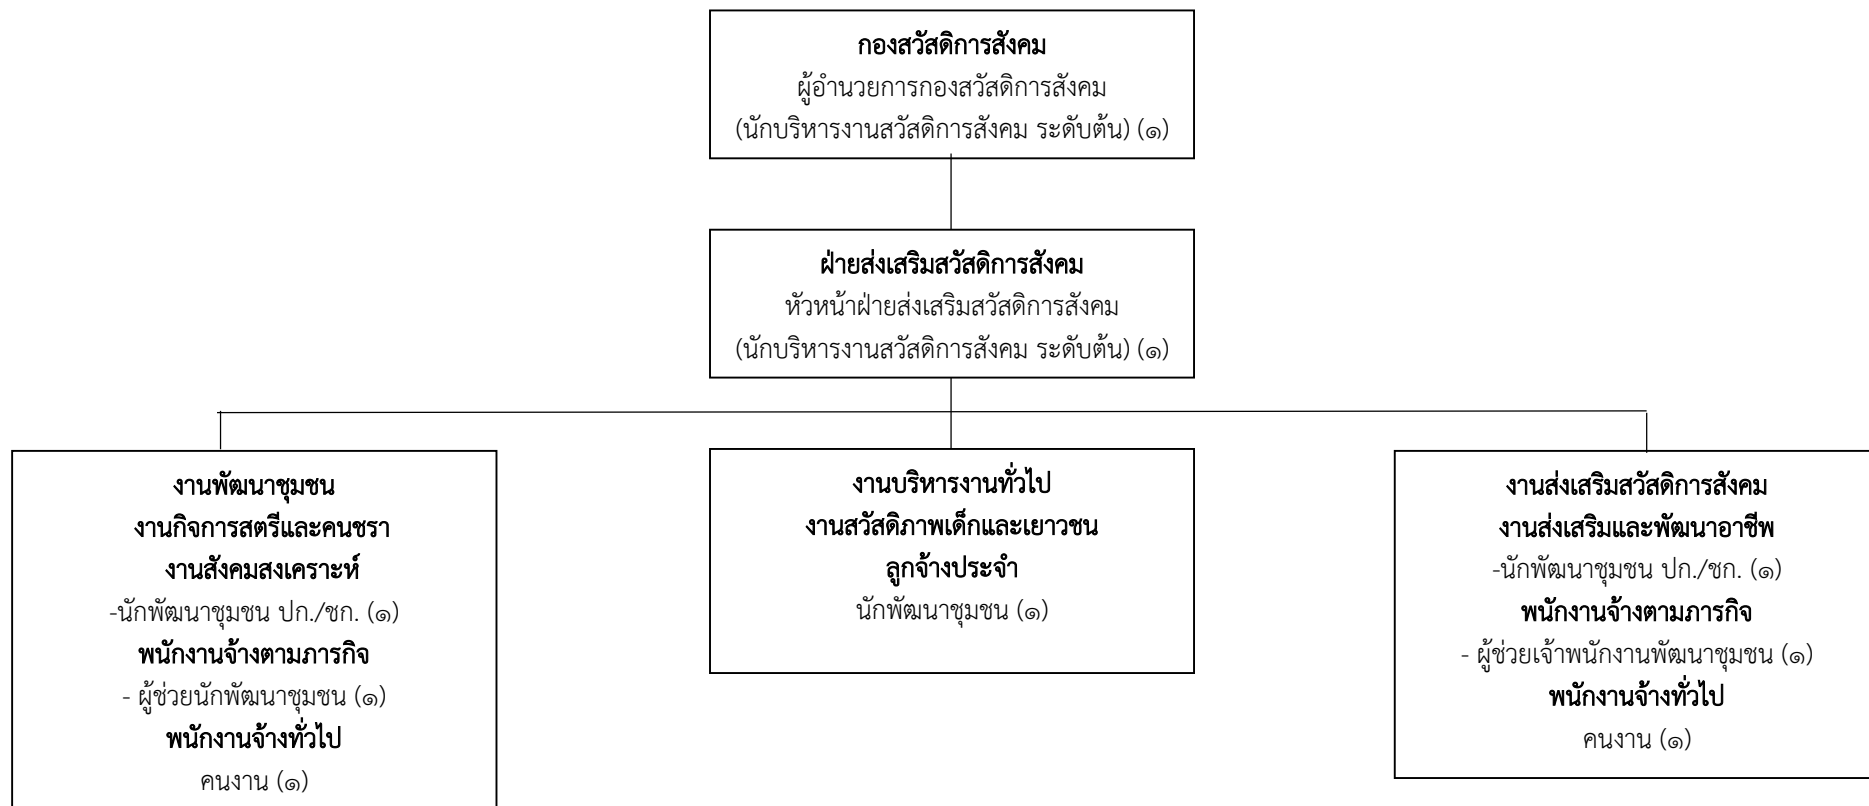 กองสวัสดิการสังคม
ผู้อำนวยการกองสวัสดิการสังคม
(นักบริหารงานสวัสดิการสังคม ระดับต้น) (๑)
ฝ่ายส่งเสริมสวัสดิการสังคม
หัวหน้าฝ่ายส่งเสริมสวัสดิการสังคม
(นักบริหารงานสวัสดิการสังคม ระดับต้น) (๑)
งานพัฒนาชุมชน
งานกิจการสตรีและคนชรา
งานสังคมสงเคราะห์
-นักพัฒนาชุมชน ปก./ชก. (๑)
พนักงานจ้างตามภารกิจ
- ผู้ช่วยนักพัฒนาชุมชน (๑)
พนักงานจ้างทั่วไป
คนงาน (๑)
งานบริหารงานทั่วไป
งานสวัสดิภาพเด็กและเยาวชน
ลูกจ้างประจำ
นักพัฒนาชุมชน (๑)
งานส่งเสริมสวัสดิการสังคม
งานส่งเสริมและพัฒนาอาชีพ
-นักพัฒนาชุมชน ปก./ชก. (๑)
พนักงานจ้างตามภารกิจ
- ผู้ช่วยเจ้าพนักงานพัฒนาชุมชน (๑)
พนักงานจ้างทั่วไป
คนงาน (๑)